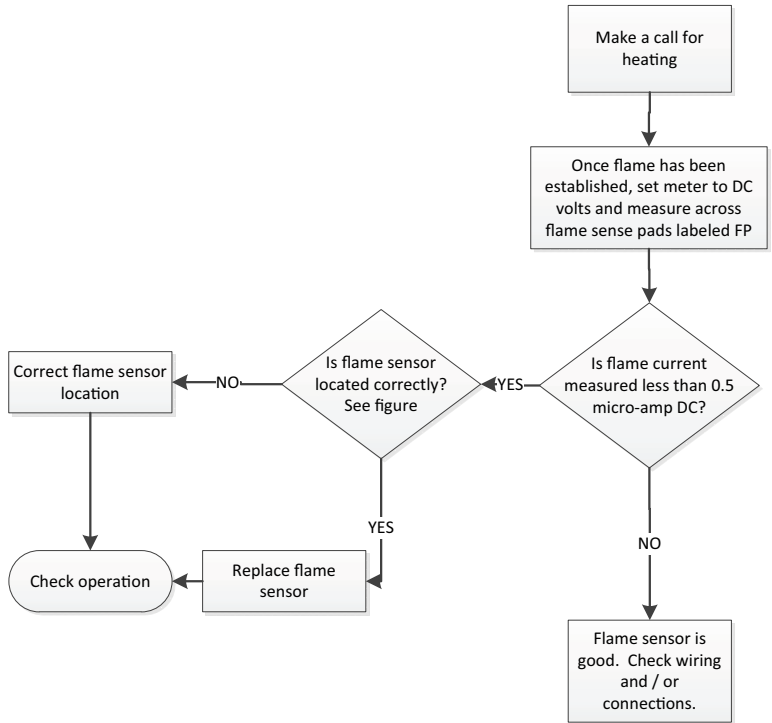 Make a call for
heating
Once flame has been
established, set meter to DC
volts and measure across
flame sense pads labeled FP
Is flame current
measured less than 0.5
micro-amp DC?
YES
Is flame sensor
located correctly?
See figure
NO
Correct flame sensor
location
YES
Replace flame
sensor
Check operation
NO
Flame sensor is
good. Check wiring
and / or
connections.